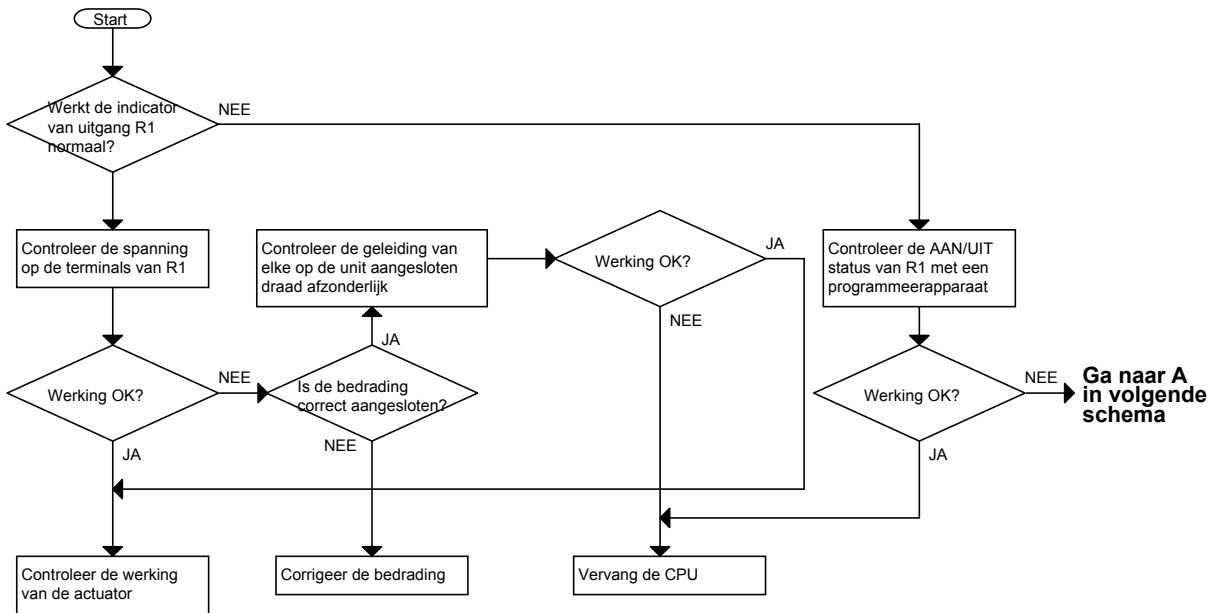 Start
Werkt de indicator
van uitgang R1
normaal?
NEE
Controleer de spanning
op de terminals van R1
Controleer de geleiding van
elke op de unit aangesloten
draad afzonderlijk
Werking OK?
JA
Controleer de AAN/UIT
status van R1 met een
programmeerapparaat
NEE
JA
Werking OK?
NEE
Is de bedrading
correct aangesloten?
Werking OK?
NEE
Ga naar A
in volgende
schema
JA
NEE
JA
Controleer de werking
van de actuator
Corrigeer de bedrading
Vervang de CPU